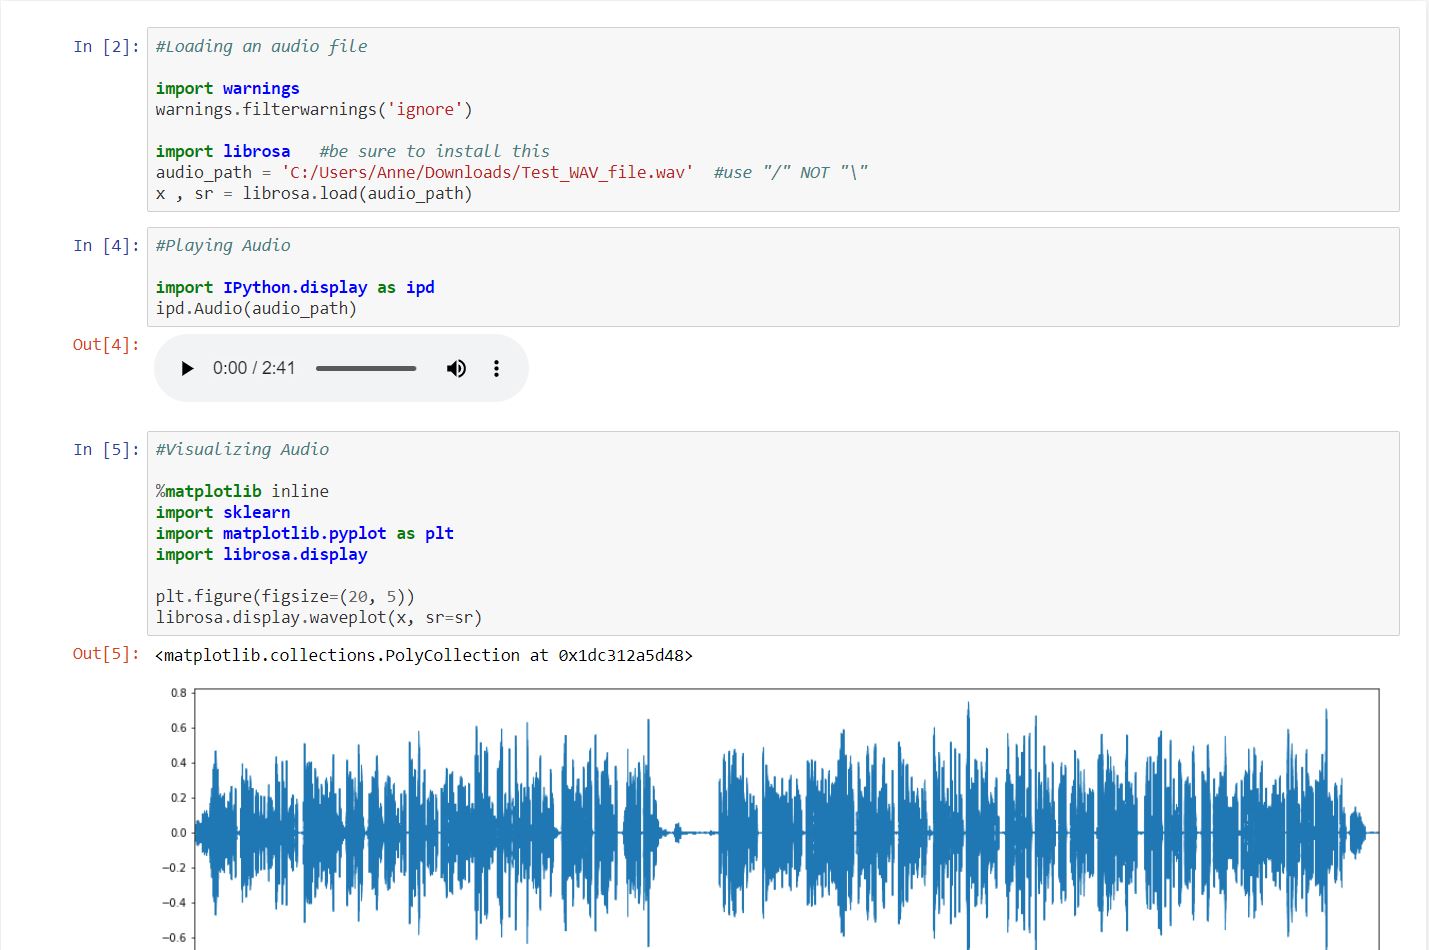 In [2]: #Loading an audio file
import warnings
warnings.filterwarnings('ignore')
import librosa   #be sure to install this
audio_path = 'C:/Users/Anne/Downloads/Test_WAV_file.wav'  #use "/" NOT "\"
x , sr = librosa.load(audio_path)
In [4]: #Playing Audio
import IPython.display as ipd
ipd.Audio(audio_path)
Out[4]:
0:00 / 2:41
In [5]: #Visualizing Audio
%matplotlib inline
import sklearn
import matplotlib.pyplot as plt
import librosa.display
plt.figure(figsize=(20, 5))
librosa.display.waveplot(x, sr=sr)
Out[5]: <matplotlib.collections.PolyCollection at 0x1dc312a5d48>
0.8
0.6
0.4
0.2
0.0
−0.2
−0.4
−0.6